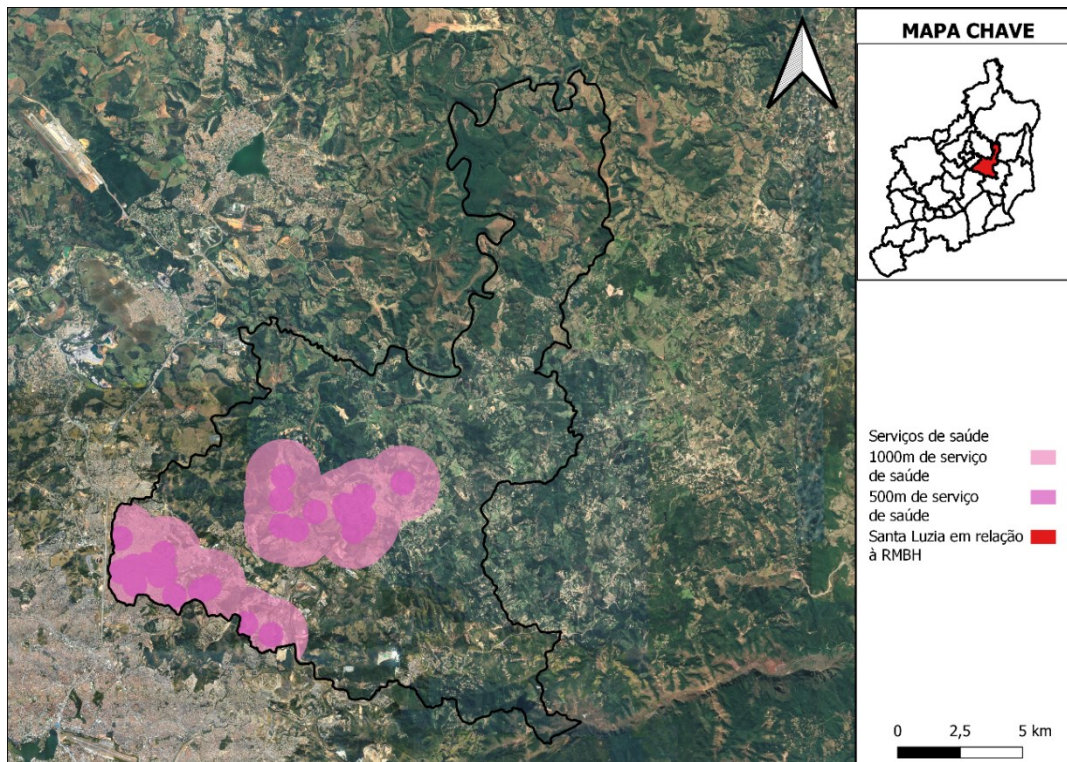 MAPA CHAVE
Serviços de saúde
1000m de serviço
de saúde
500m de serviço
de saúde
Santa Luzia em relação
à RMBH
0 2,5 5 km